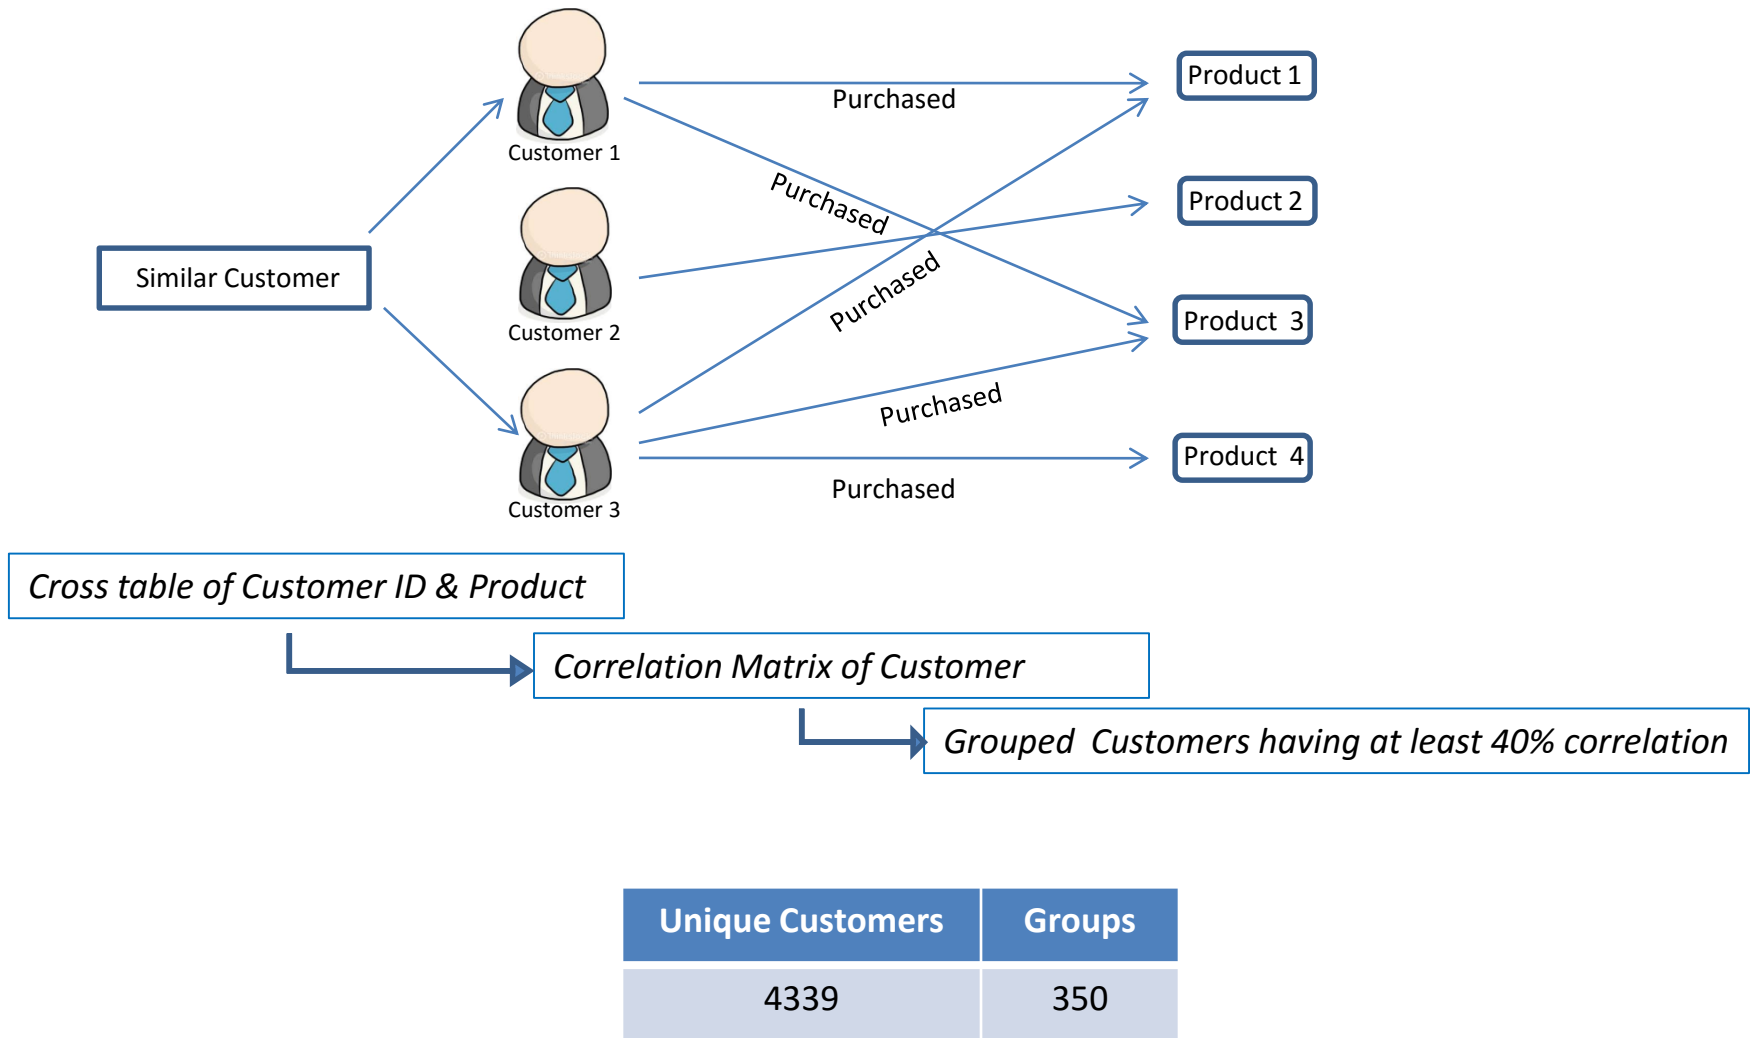 Product 1
Purchased
Customer 1
Purchased
Product 2
Similar Customer
Purchased
Product 3
Customer 2
Purchased
Product 4
Purchased
Customer 3
Cross table of Customer ID & Product
Correlation Matrix of Customer
Grouped Customers having at least 40% correlation
Unique Customers Groups
4339 350